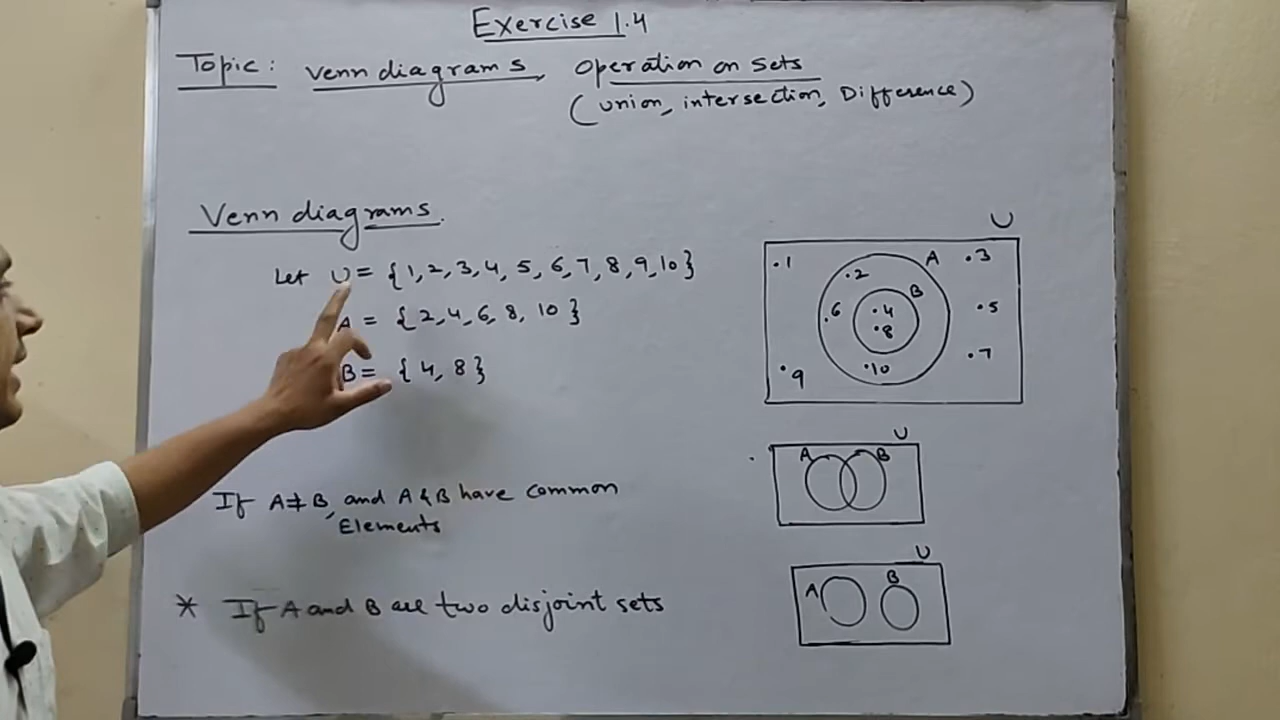 Exercise 1.4
Topic: Venn diagrams, Operation on Sets
(Union, intersection, Difference)
Venn diagrams.
Let U = {1,2,3,4,5,6,7,8,9,10}
A = {2,4,6,8,10}
B = {4,8}
U
.1
.2
A
.3
.6
B
.4
.8
.5
.7
.9
.10
If A≠B, and A & B have common
Elements
U
A B
* If A and B are two disjoint sets
U
A B